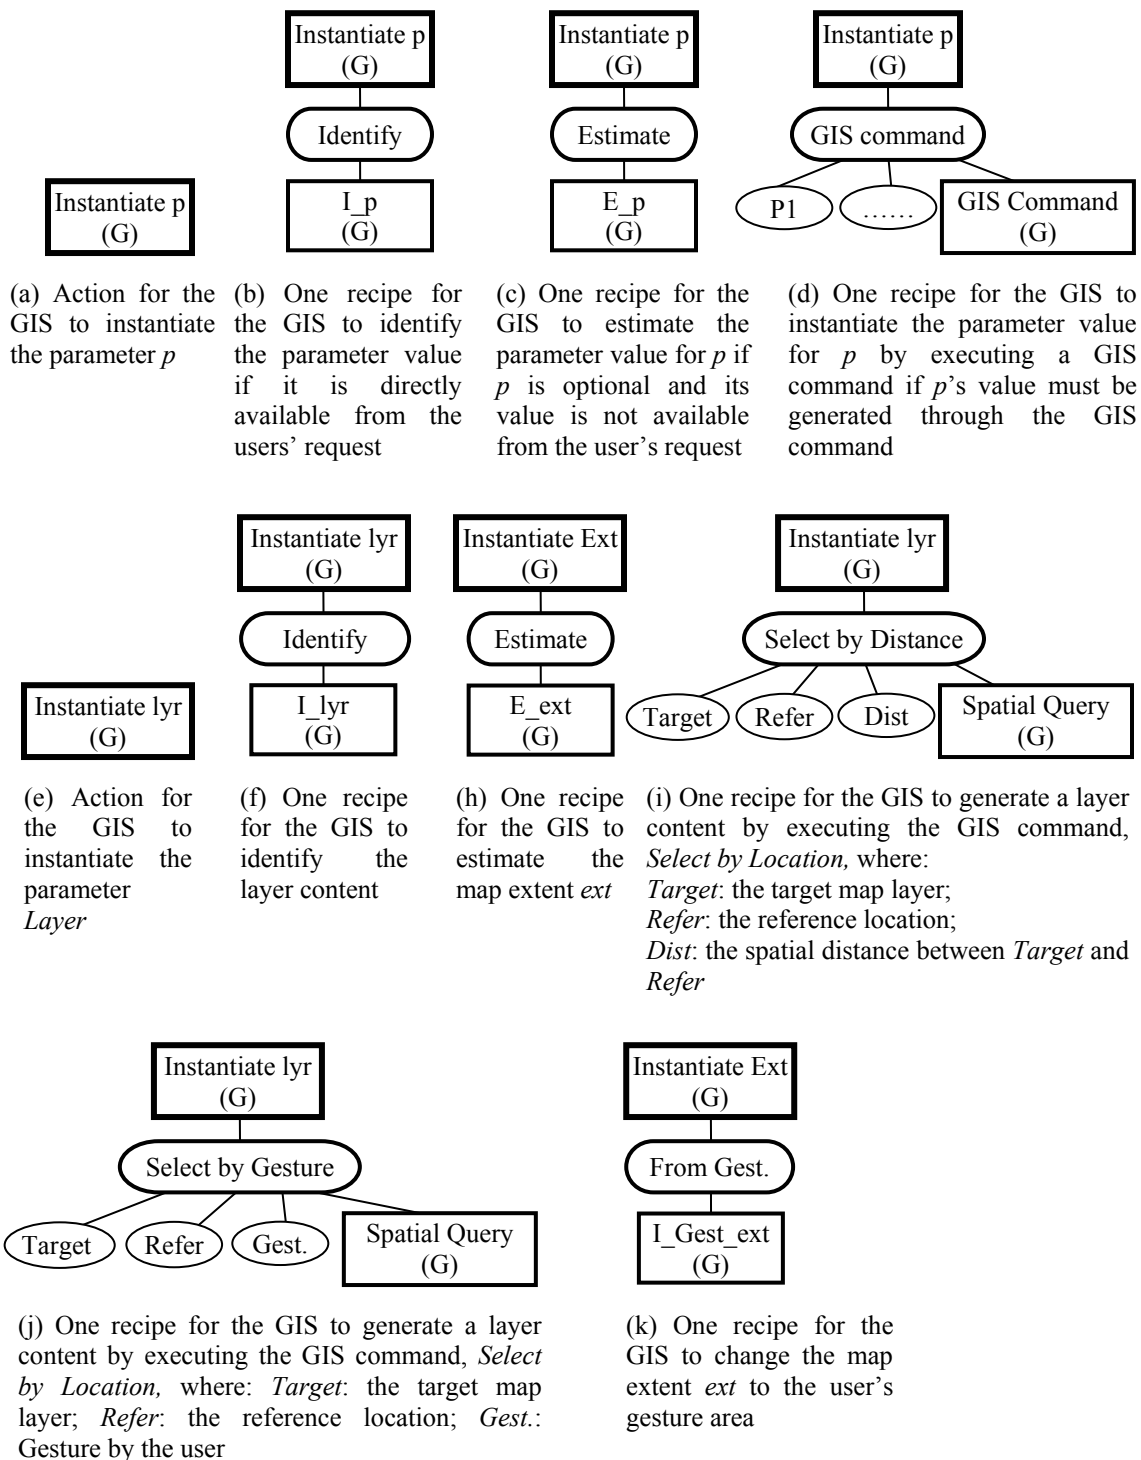 Instantiate p
(G)
Instantiate p
(G)
Identify
I_p
(G)
Instantiate p
(G)
Estimate
E_p
(G)
Instantiate p
(G)
GIS command
P1
……
GIS Command
(G)
(a) Action for the
GIS to instantiate
the parameter p
(b) One recipe for
the GIS to identify
the parameter value
if it is directly
available from the
users’ request
(c) One recipe for the
GIS to estimate the
parameter value for p if
p is optional and its
value is not available
from the user’s request
(d) One recipe for the GIS to
instantiate the parameter value
for p by executing a GIS
command if p’s value must be
generated through the GIS
command
Instantiate lyr
(G)
Instantiate lyr
(G)
Identify
I_lyr
(G)
Instantiate Ext
(G)
Estimate
E_ext
(G)
Instantiate lyr
(G)
Select by Distance
Target
Refer
Dist
Spatial Query
(G)
(e) Action for
the GIS to
instantiate the
parameter
Layer
(f) One recipe
for the GIS to
identify the
layer content
(h) One recipe
for the GIS to
estimate the
map extent ext
(i) One recipe for the GIS to generate a layer
content by executing the GIS command,
Select by Location, where:
Target: the target map layer;
Refer: the reference location;
Dist: the spatial distance between Target and
Refer
Instantiate lyr
(G)
Select by Gesture
Target
Refer
Gest.
Spatial Query
(G)
Instantiate Ext
(G)
From Gest.
I_Gest_ext
(G)
(j) One recipe for the GIS to generate a layer
content by executing the GIS command, Select
by Location, where: Target: the target map
layer; Refer: the reference location; Gest.:
Gesture by the user
(k) One recipe for the
GIS to change the map
extent ext to the user’s
gesture area